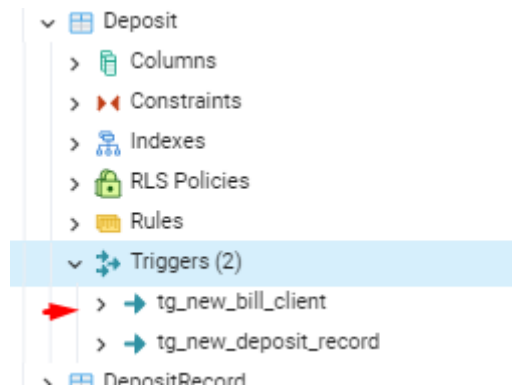 Deposit
Columns
Constraints
Indexes
RLS Policies
Rules
Triggers (2)
tg_new_bill_client
tg_new_deposit_record
DepositRecord